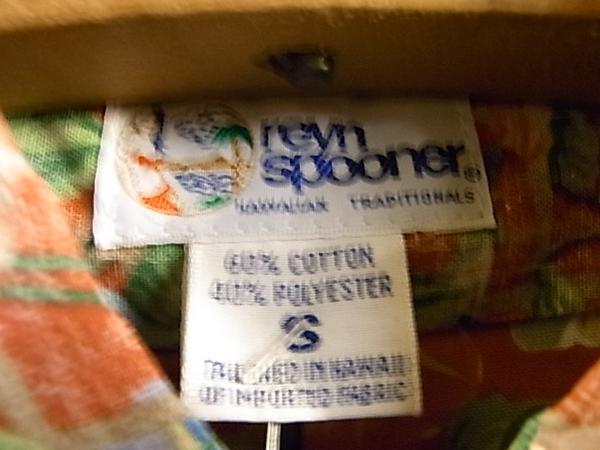 reyn
spooner®
HAWAIIAN TRADITIONALS
60% COTTON
40% POLYESTER
S
TAILORED IN HAWAII
OF IMPORTED FABRIC